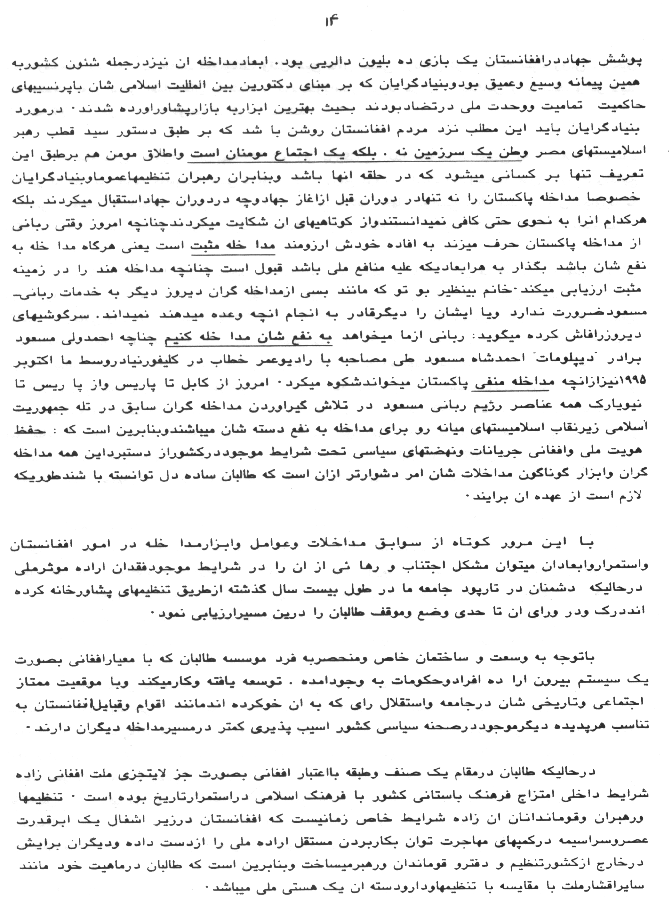 ۱۴
پوشش جهاددرافغانستان یک بازی ده بلیون دالریی بود. ابعادمداخله ان نیزدرجمله شئون کشوربه
همین پیمانه وسیع وعمیق بودوبنیادگرایان که بر مبنای دکتورین بین المللیت اسلامی شان باپرنسیپهای
حاکمیت تمامیت ووحدت ملی درتضادبودند بحیث بهترین ابزاربه بازارپشاوراورده شدند. درمورد
بنیادگرایان باید این مطلب نزد مردم افغانستان روشن با شد که بر طبق دستور سید قطب رهبر
اسلامیستهای مصر وطن یک سرزمین نه ، بلکه یک اجتماع مومنان است واطلاق مومن هم برطبق این
تعریف تنها بر کسانی میشود که در حلقه انها باشد وبنابران رهبران تنظیمهاعموماوبنیادگرایان
خصوصا مداخله پاکستان را نه تنهادر دوران قبل ازاغاز جهادوچه دردوران جهاداستقبال میکردند بلکه
هرکدام انرا به نحوی حتی کافی نمیدانستندواز کوتاهیهای ان شکایت میکردندچنانچه امروز وقتی ربانی
از مداخله پاکستان حرف میزند به افاده خودش ارزومند مدا خله مثبت است یعنی هرگاه مدا خله به
نفع شان باشد بگذار به هرابعادیکه علیه منافع ملی باشد قبول است چنانچه مداخله هند را در زمینه
مثبت ارزیابی میکند-خانم بینظیر بو تو که مانند بسی ازمداخله گران دیروز دیگر به خدمات ربانی-
مسعودضرورت ندارد ویا ایشان را دیگرقادر به انجام انچه وعده میدهند نمیداند. سرگوشیهای
دیروزرافاش کرده میگوید: ربانی ازما میخواهد به نفع شان مدا خله کنیم چناچه احمدولی مسعود
برادر "دیپلومات" احمدشاه مسعود طی مصاحبه با رادیوعمر خطاب در کلیفورنیادروسط ما اکتوبر
۱۹۹۵نیزازانچه مداخله منفی پاکستان میخواندشکوه میکرد. امروز از کابل تا پاریس واز پا ریس تا
نیویارک همه عناصر رژیم ربانی مسعود در تلاش گیراوردن مداخله گران سابق در تله جمهوریت
اسلامی زیرنقاب اسلامیستهای میانه رو برای مداخله به نفع دسته شان میباشندوبنابرین است که : حفظ
هویت ملی وافغانی جریانات ونهضتهای سیاسی تحت شرایط موجوددرکشوراز دستبرداین همه مداخله
گران وابزار گوناگون مداخلات شان امر دشوارتر ازان است که طالبان ساده دل توانسته با شندطوریکه
لازم است از عهده ان برایند.
با این مرور کوتاه از سوابق مداخلات وعوامل وابزارمدا خله در امور افغانستان
واستمراروابعادان میتوان مشکل اجتناب و رها ئی از ان را در شرایط موجودفقدان اراده موثرملی
درحالیکه دشمنان در تارپود جامعه ما در طول بیست سال گذشته ازطریق تنظیمهای پشاورخانه کرده
انددرک ودر ورای ان تا حدی وضع وموقف طالبان را درین مسیرارزیابی نمود.
باتوجه به وسعت و ساختمان خاص ومنحصربه فرد موسسه طالبان که با معیارافغانی بصورت
یک سیستم بیرون ارا ده افرادوحکومات به وجودامده ، توسعه یافته وکارمیکند وبا موقعیت ممتاز
اجتماعی وتاریخی شان درجامعه واستقلال رای که به ان خوکرده اندمانند اقوام وقبایل‌افغانستان به
تناسب هرپدیده دیگرموجوددرصحنه سیاسی کشور اسیب پذیری کمتر درمسیرمداخله دیگران دارند-
درحالیکه طالبان درمقام یک صنف وطبقه بااعتبار افغانی بصورت جز لایتجزی ملت افغانی زاده
شرایط داخلی امتزاج فرهنگ باستانی کشور با فرهنگ اسلامی دراستمرارتاریخ بوده است . تنظیمها
ورهبران وقوماندانان ان زاده شرایط خاص زمانیست که افغانستان درزیر اشغال یک ابرقدرت
عصروسراسیمه درکمپهای مهاجرت توان بکاربردن مستقل اراده ملی را ازدست داده ودیگران برایش
درخارج ازکشورتنظیم و دفترو قوماندان ورهبرمیساخت وبنابرین است که طالبان درماهیت خود مانند
سایراقشارملت با مقایسه با تنظیمهاودارودسته ان یک هستی ملی میباشد.